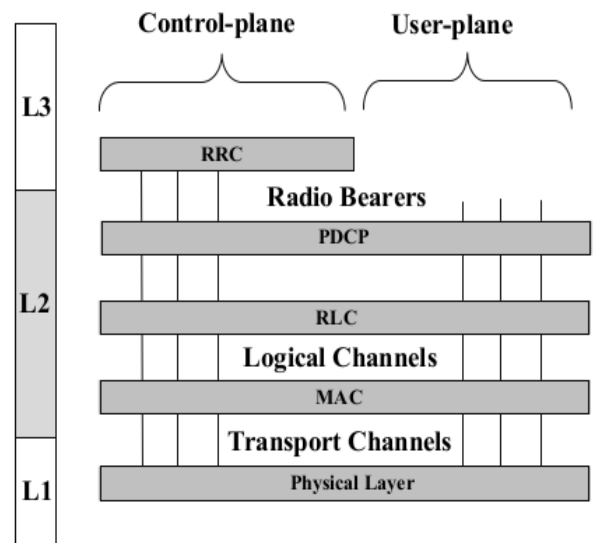 Control-plane
User-plane
L3
RRC
Radio Bearers
PDCP
L2
RLC
Logical Channels
MAC
Transport Channels
L1
Physical Layer